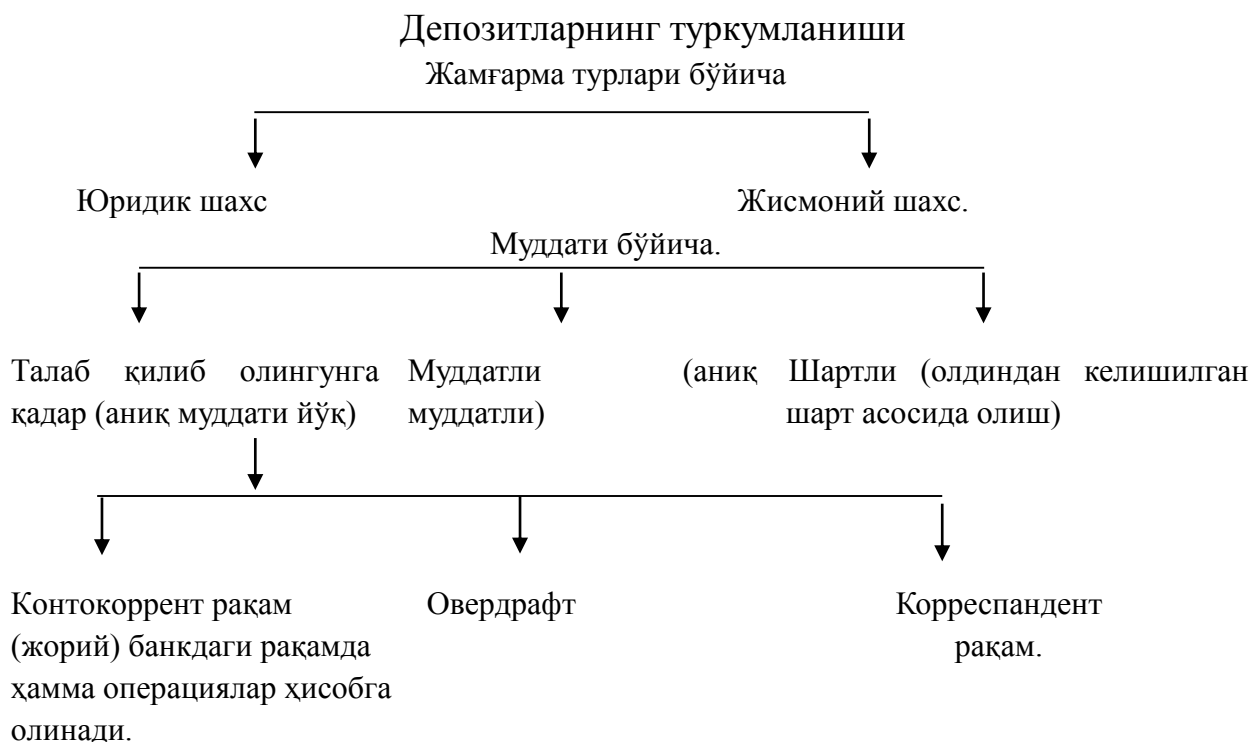 Депозитларнинг туркумланиши
Жамғарма турлари бўйича
Юридик шахс
Жисмоний шахс.
Муддати бўйича.
Талаб қилиб олингунга
қадар (аниқ муддати йўқ)
Муддатли (аниқ
муддатли)
Шартли (олдиндан келишилган
шарт асосида олиш)
Контокоррент рақам
(жорий) банкдаги рақамда
ҳамма операциялар ҳисобга
олинади.
Овердрафт
Корреспандент
рақам.